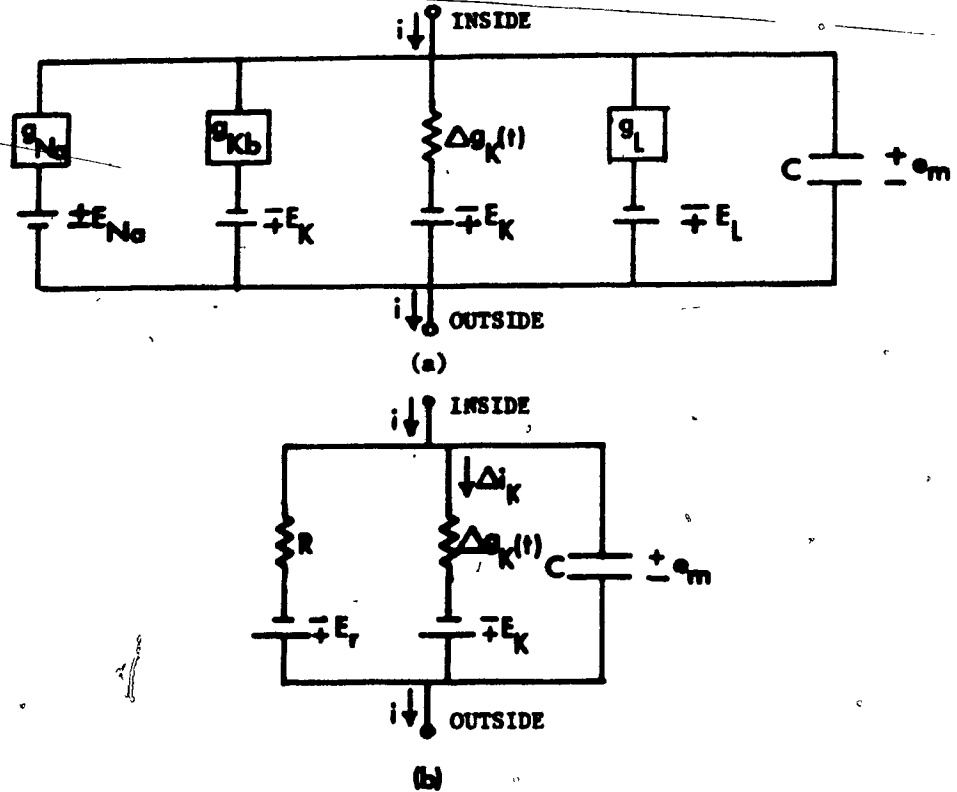 i↓ INSIDE
g_Na
g_Kb
Δg_K(t)
g_L
C + − e_m
± E_Na
∓ E_K
∓ E_K
∓ E_L
i↓ OUTSIDE
(a)
i↓ INSIDE
↓Δi_K
R
Δg_K(t)
C + − e_m
∓ E_r
∓ E_K
i↓ OUTSIDE
(b)